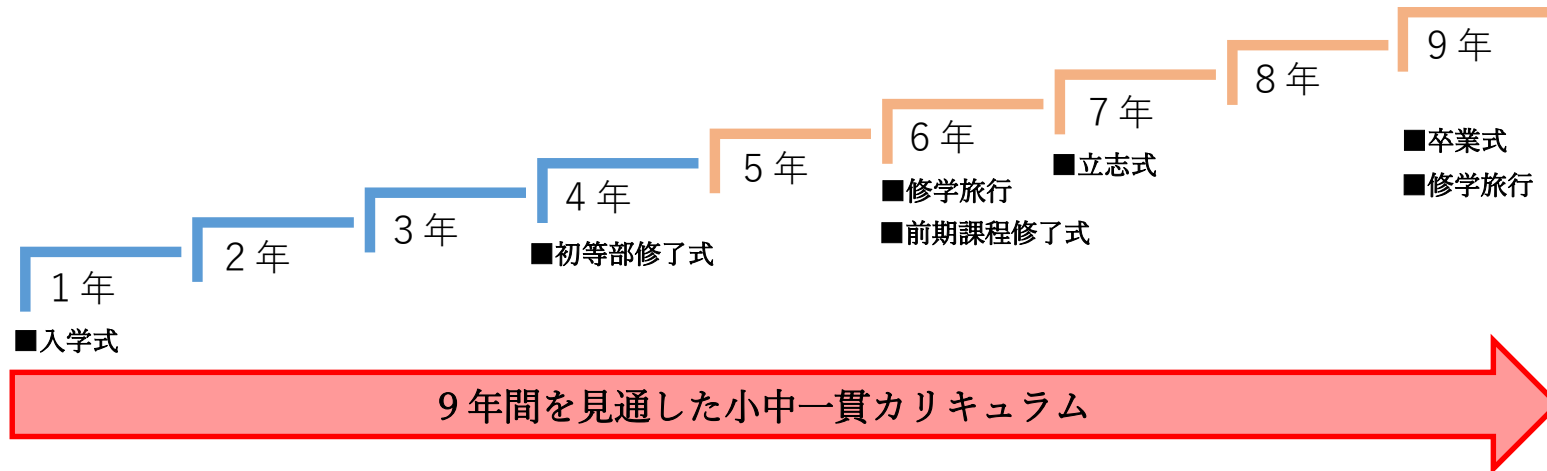 1 年
■入学式
2 年
3 年
4 年
■初等部修了式
5 年
6 年
■修学旅行
■前期課程修了式
7 年
■立志式
8 年
9 年
■卒業式
■修学旅行
9 年間を見通した小中一貫カリキュラム